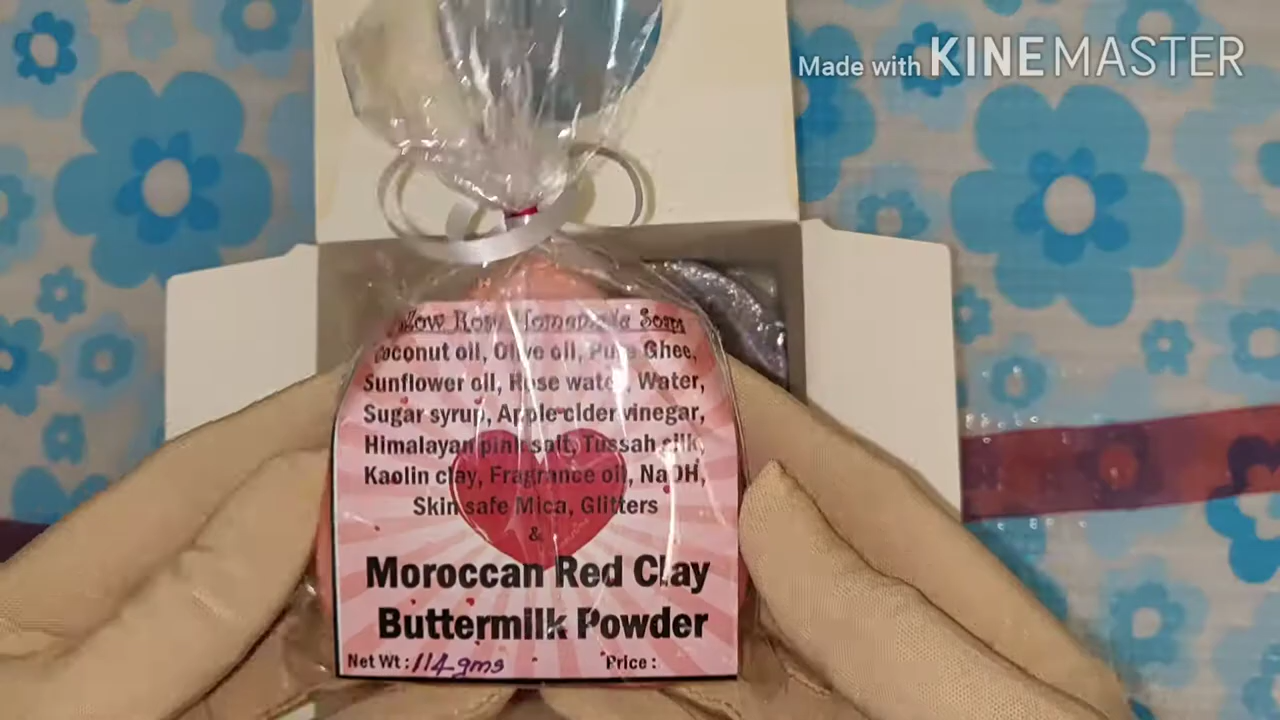 Made with KINEMASTER
Homemade Soap
Coconut oil, Olive oil, Pure Ghee,
Sunflower oil, Rose water, Water,
Sugar syrup, Apple cider vinegar,
Himalayan pink salt, Tussah silk,
Kaolin clay, Fragrance oil, NaOH,
Skin safe Mica, Glitters
&
Moroccan Red Clay
Buttermilk Powder
Net Wt : 114 gms Price :